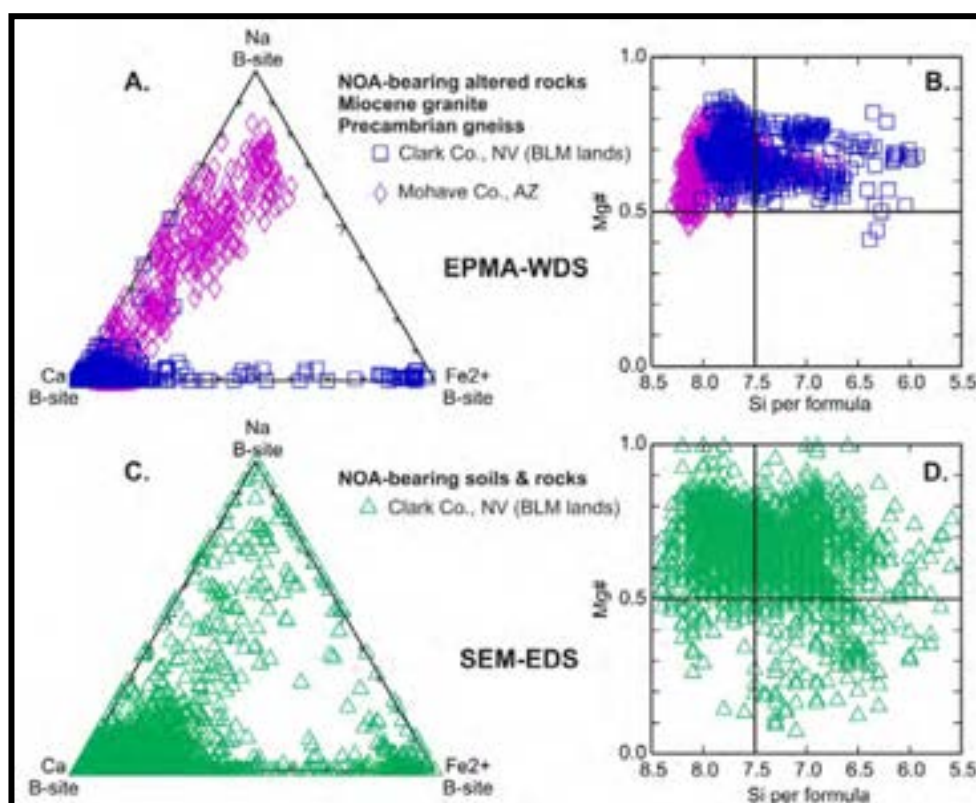 Na
B-site
A.
NOA-bearing altered rocks
Miocene granite
Precambrian gneiss
Clark Co., NV (BLM lands)
Mohave Co., AZ
EPMA-WDS
Ca
B-site
Fe2+
B-site
B.
1.0
Mg#
0.5
0.0
8.5 8.0 7.5 7.0 6.5 6.0 5.5
Si per formula
Na
B-site
C.
NOA-bearing soils & rocks
Clark Co., NV (BLM lands)
SEM-EDS
Ca
B-site
Fe2+
B-site
D.
1.0
Mg#
0.5
0.0
8.5 8.0 7.5 7.0 6.5 6.0 5.5
Si per formula